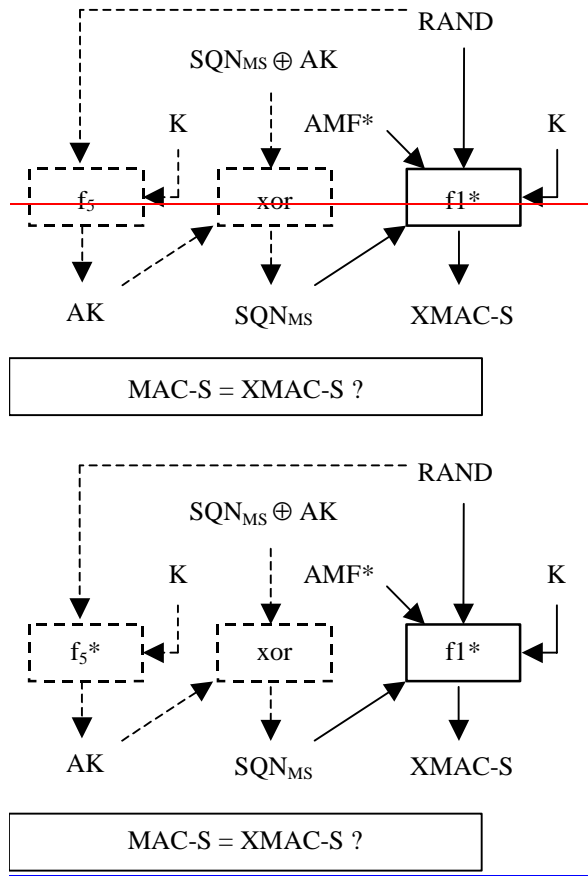 RAND
SQNMS ⊕ AK
K AMF* K
f5 xor f1*
AK SQNMS XMAC-S
MAC-S = XMAC-S ?
RAND
SQNMS ⊕ AK
K AMF* K
f5* xor f1*
AK SQNMS XMAC-S
MAC-S = XMAC-S ?